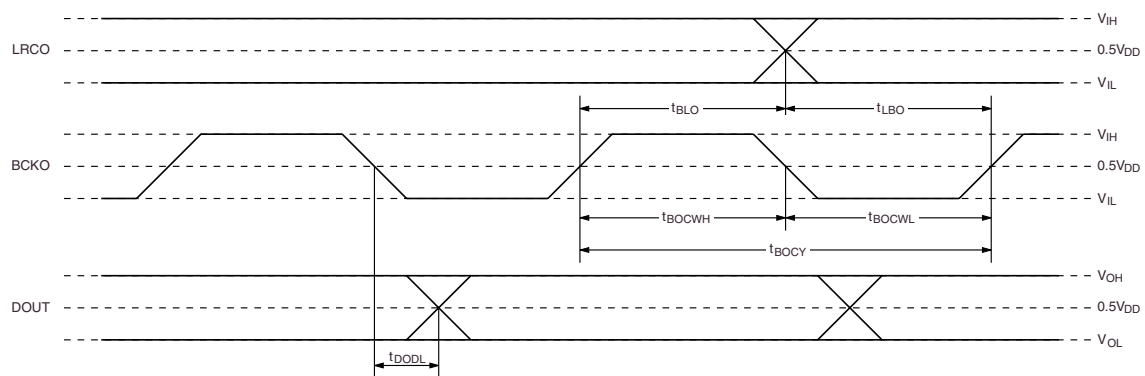 V_IH
LRCO 0.5V_DD
V_IL
t_BLO t_LBO
V_IH
BCKO 0.5V_DD
V_IL
t_BOCWH t_BOCWL
t_BOCY
V_OH
DOUT 0.5V_DD
V_OL
t_DODL